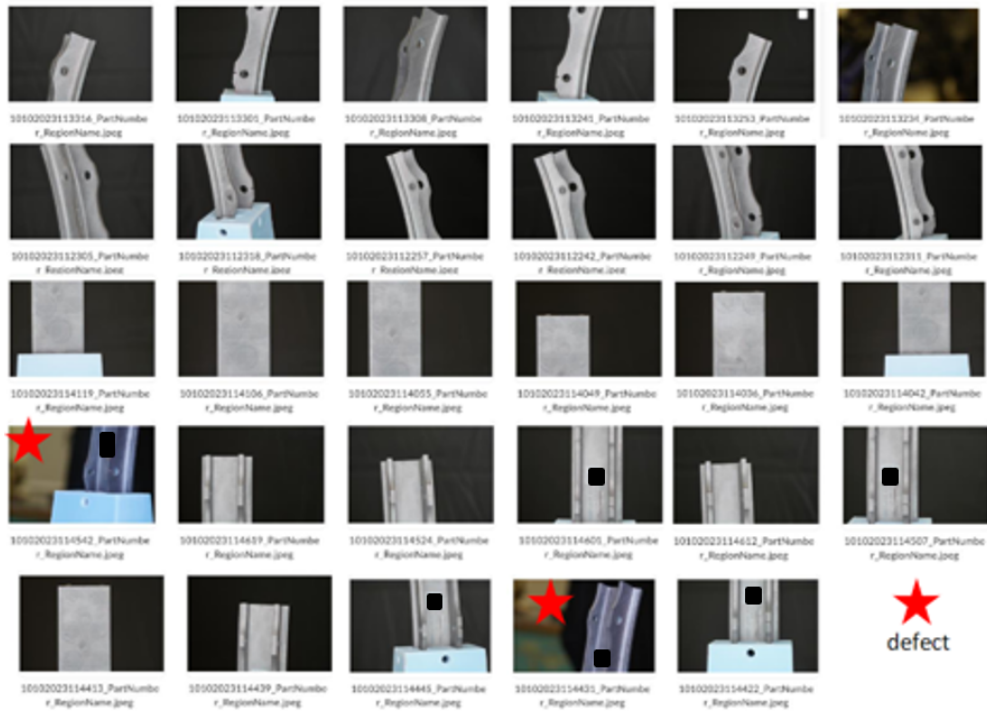 10102023113316_PartNumbe
r_RegionName.jpeg
10102023113301_PartNumbe
r_RegionName.jpeg
10102023113308_PartNumbe
r_RegionName.jpeg
10102023113241_PartNumbe
r_RegionName.jpeg
10102023113253_PartNumbe
r_RegionName.jpeg
10102023113234_PartNumbe
r_RegionName.jpeg
10102023112305_PartNumbe
r_RegionName.jpeg
10102023112318_PartNumbe
r_RegionName.jpeg
10102023112257_PartNumbe
r_RegionName.jpeg
10102023112242_PartNumbe
r_RegionName.jpeg
10102023112249_PartNumbe
r_RegionName.jpeg
10102023112311_PartNumbe
r_RegionName.jpeg
10102023114119_PartNumbe
r_RegionName.jpeg
10102023114106_PartNumbe
r_RegionName.jpeg
10102023114055_PartNumbe
r_RegionName.jpeg
10102023114049_PartNumbe
r_RegionName.jpeg
10102023114036_PartNumbe
r_RegionName.jpeg
10102023114042_PartNumbe
r_RegionName.jpeg
10102023114542_PartNumbe
r_RegionName.jpeg
10102023114619_PartNumbe
r_RegionName.jpeg
10102023114524_PartNumbe
r_RegionName.jpeg
10102023114601_PartNumbe
r_RegionName.jpeg
10102023114612_PartNumbe
r_RegionName.jpeg
10102023114507_PartNumbe
r_RegionName.jpeg
defect
10102023114413_PartNumbe
r_RegionName.jpeg
10102023114439_PartNumbe
r_RegionName.jpeg
10102023114445_PartNumbe
r_RegionName.jpeg
10102023114431_PartNumbe
r_RegionName.jpeg
10102023114422_PartNumbe
r_RegionName.jpeg